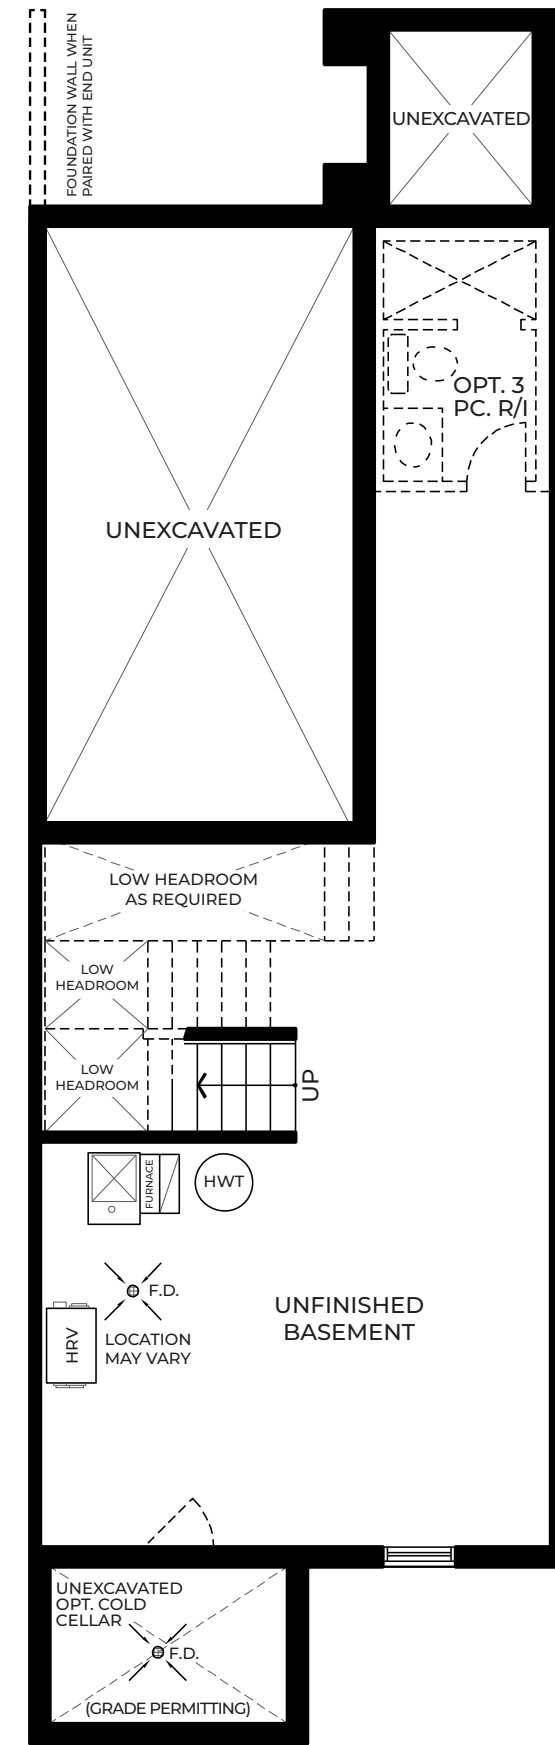 FOUNDATION WALL WHEN
PAIRED WITH END UNIT
UNEXCAVATED
OPT. 3
PC. R/I
UNEXCAVATED
LOW HEADROOM
AS REQUIRED
LOW
HEADROOM
LOW
HEADROOM
UP
FURNACE
HWT
F.D.
LOCATION
MAY VARY
HRV
UNFINISHED
BASEMENT
UNEXCAVATED
OPT. COLD
CELLAR
F.D.
(GRADE PERMITTING)